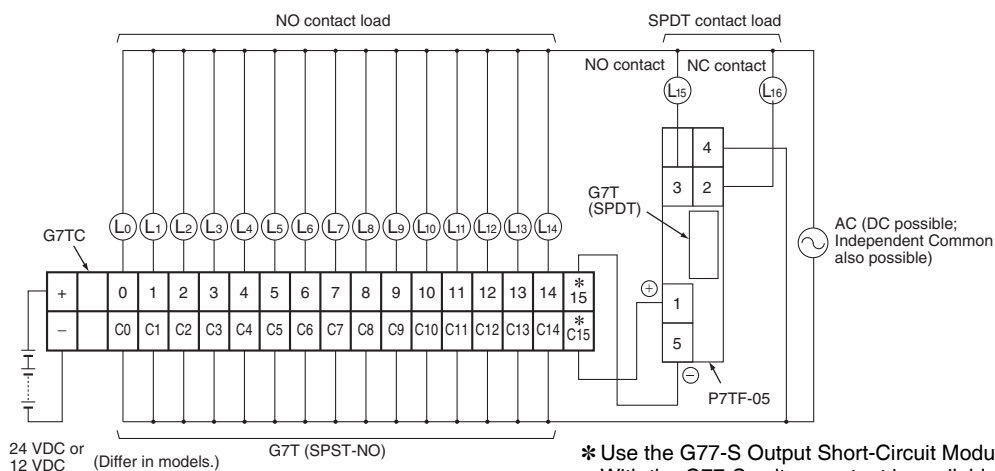 NO contact load
SPDT contact load
NO contact
NC contact
L15
L16
4
3
2
G7T
(SPDT)
AC (DC possible;
Independent Common
also possible)
L0 L1 L2 L3 L4 L5 L6 L7 L8 L9 L10 L11 L12 L13 L14
G7TC
+ 0 1 2 3 4 5 6 7 8 9 10 11 12 13 14 * 15
– C0 C1 C2 C3 C4 C5 C6 C7 C8 C9 C10 C11 C12 C13 C14 * C15
+
1
5
–
P7TF-05
24 VDC or
12 VDC
(Differ in models.)
G7T (SPST-NO)
* Use the G77-S Output Short-Circuit Modu